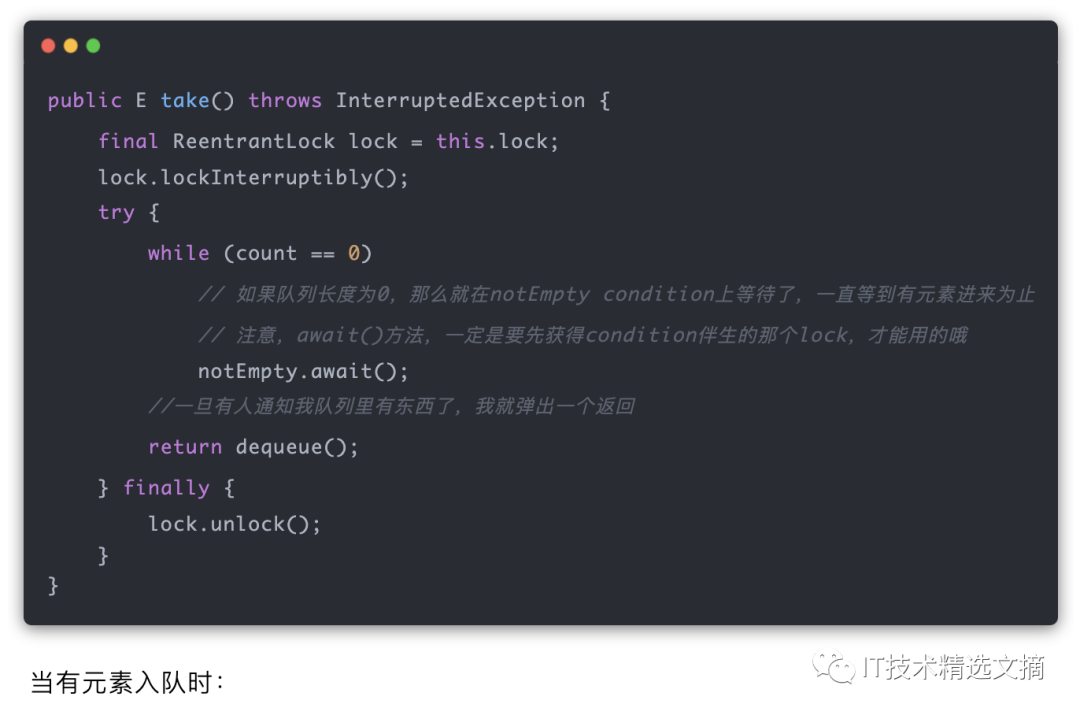 public E take() throws InterruptedException {
    final ReentrantLock lock = this.lock;
    lock.lockInterruptibly();
    try {
        while (count == 0)
            // 如果队列长度为0，那么就在notEmpty condition上等待了，一直等到有元素进来为止
            // 注意，await()方法，一定是要先获得condition伴生的那个lock，才能用的哦
            notEmpty.await();
        //一旦有人通知我队列里有东西了，我就弹出一个返回
        return dequeue();
    } finally {
        lock.unlock();
    }
}
当有元素入队时：
IT技术精选文摘